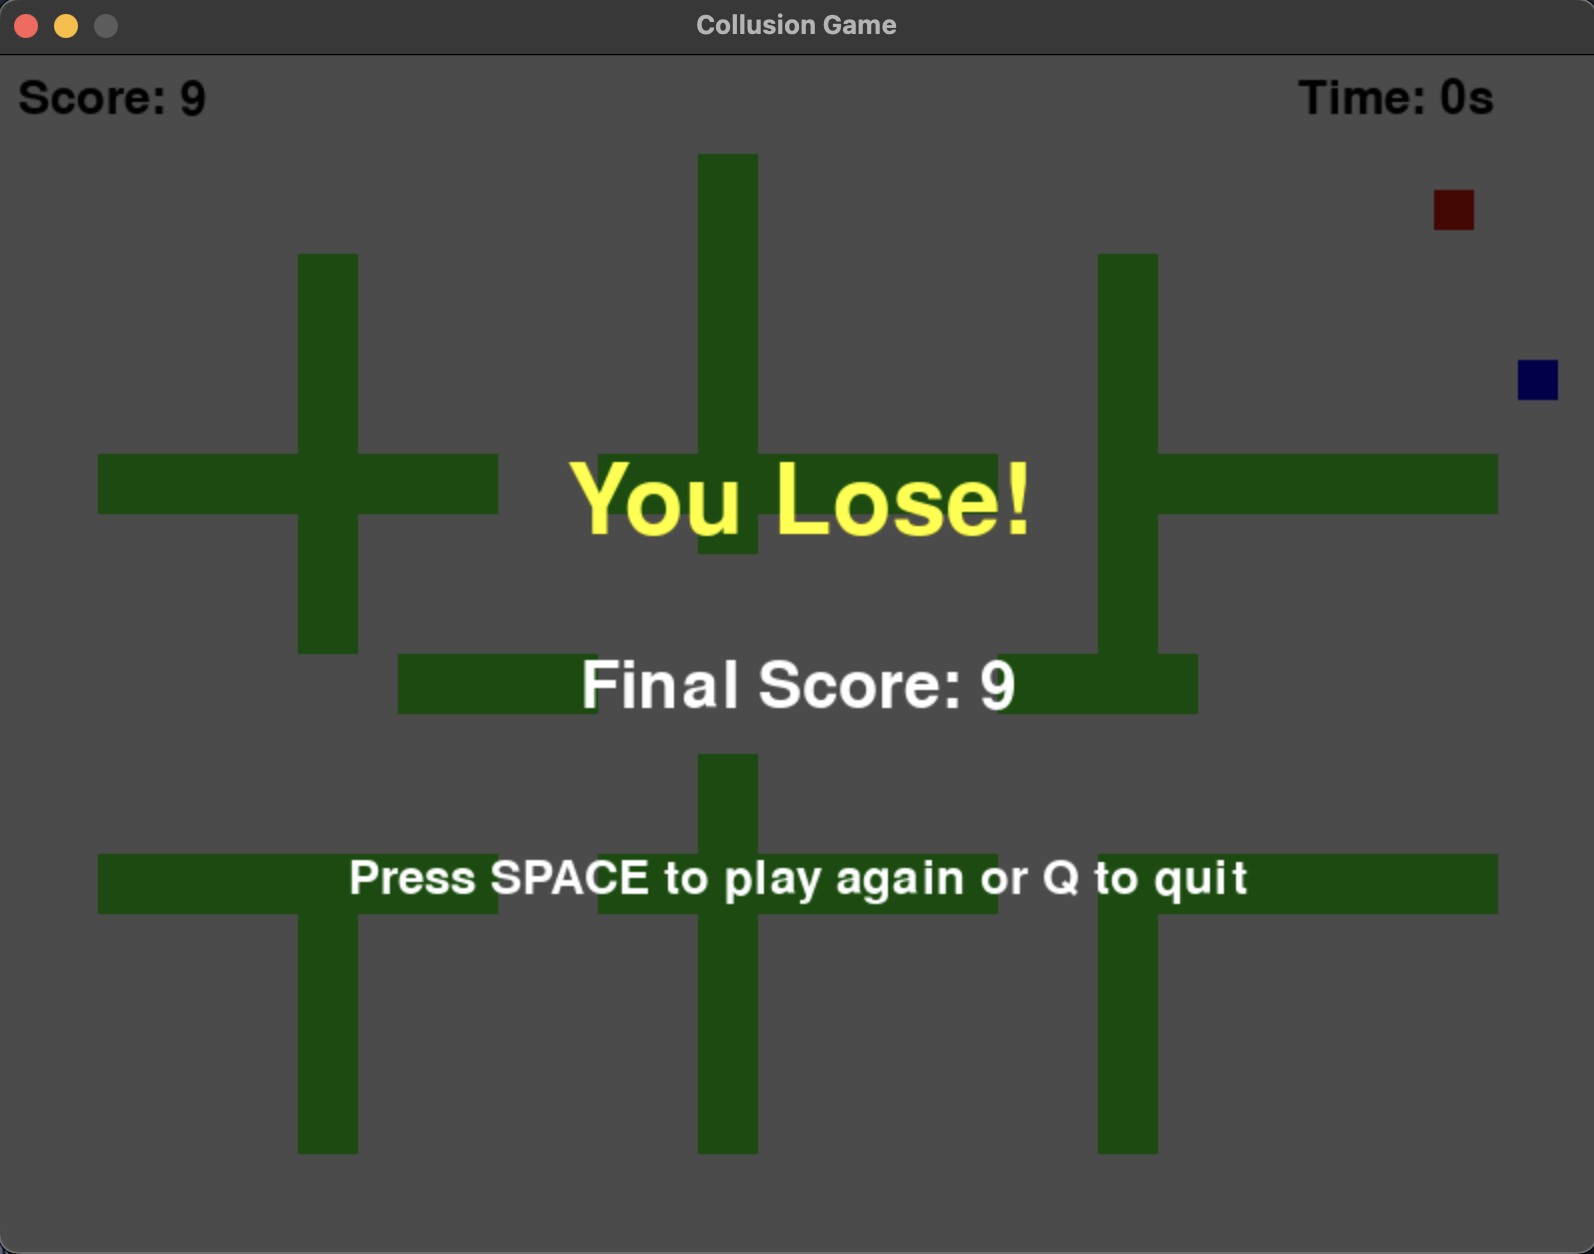 Collusion Game
Score: 9
Time: 0s
You Lose!
Final Score: 9
Press SPACE to play again or Q to quit